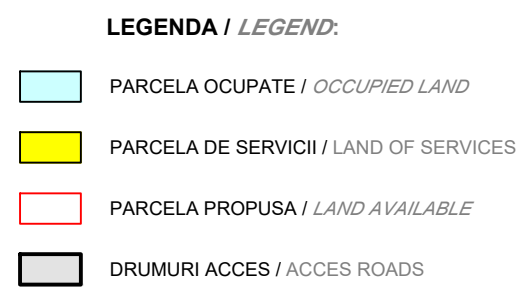 LEGENDA / LEGEND:
PARCELA OCUPATE / OCCUPIED LAND
PARCELA DE SERVICII / LAND OF SERVICES
PARCELA PROPUSA / LAND AVAILABLE
DRUMURI ACCES / ACCES ROADS